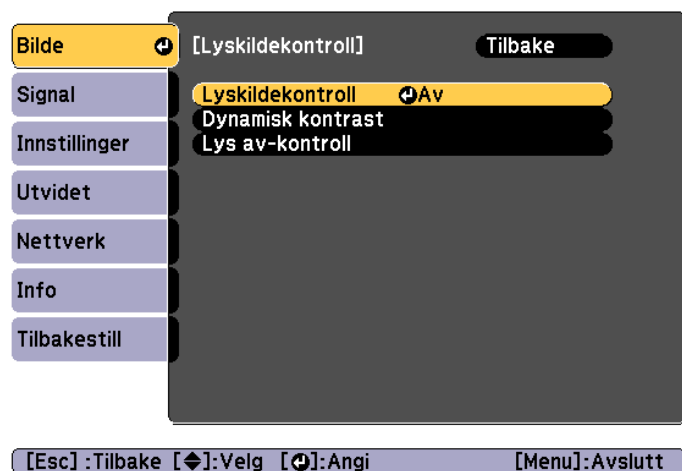 Bilde
Signal
Innstillinger
Utvidet
Nettverk
Info
Tilbakestill
[Lyskildekontroll] Tilbake
Lyskildekontroll Av
Dynamisk kontrast
Lys av-kontroll
[Esc] :Tilbake [ ]:Velg [ ]:Angi [Menu]:Avslutt